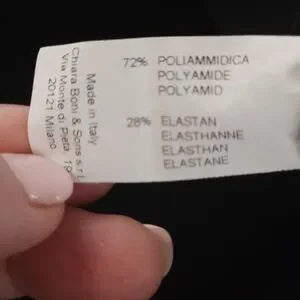 72% POLIAMMIDICA
POLYAMIDE
POLYAMID
28% ELASTAN
ELASTHANNE
ELASTHAN
ELASTANE
Made in Italy
Chiara Boni & Sons s.r.l
Via Monte di Pietà, 19
20121 Milano